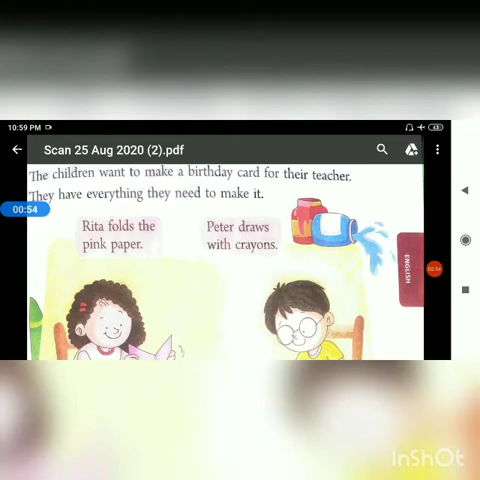 10:59 PM
43
Scan 25 Aug 2020 (2).pdf
The children want to make a birthday card for their teacher.
They have everything they need to make it.
00:54
Rita folds the
pink paper.
Peter draws
with crayons.
ENGLISH
00:54
InShOt